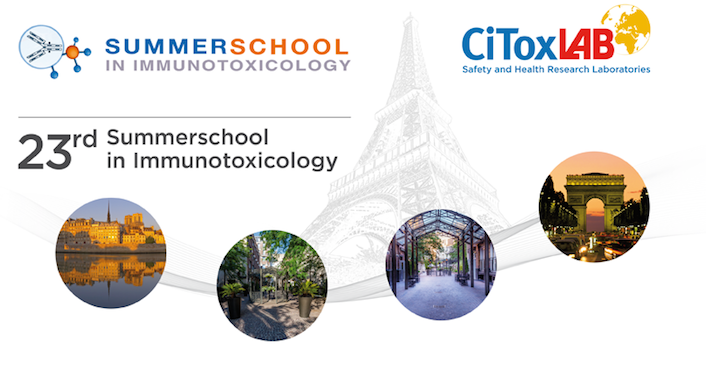 SUMMERSCHOOL
IN IMMUNOTOXICOLOGY
CiToxLAB
Safety and Health Research Laboratories
23rd Summerschool
in Immunotoxicology